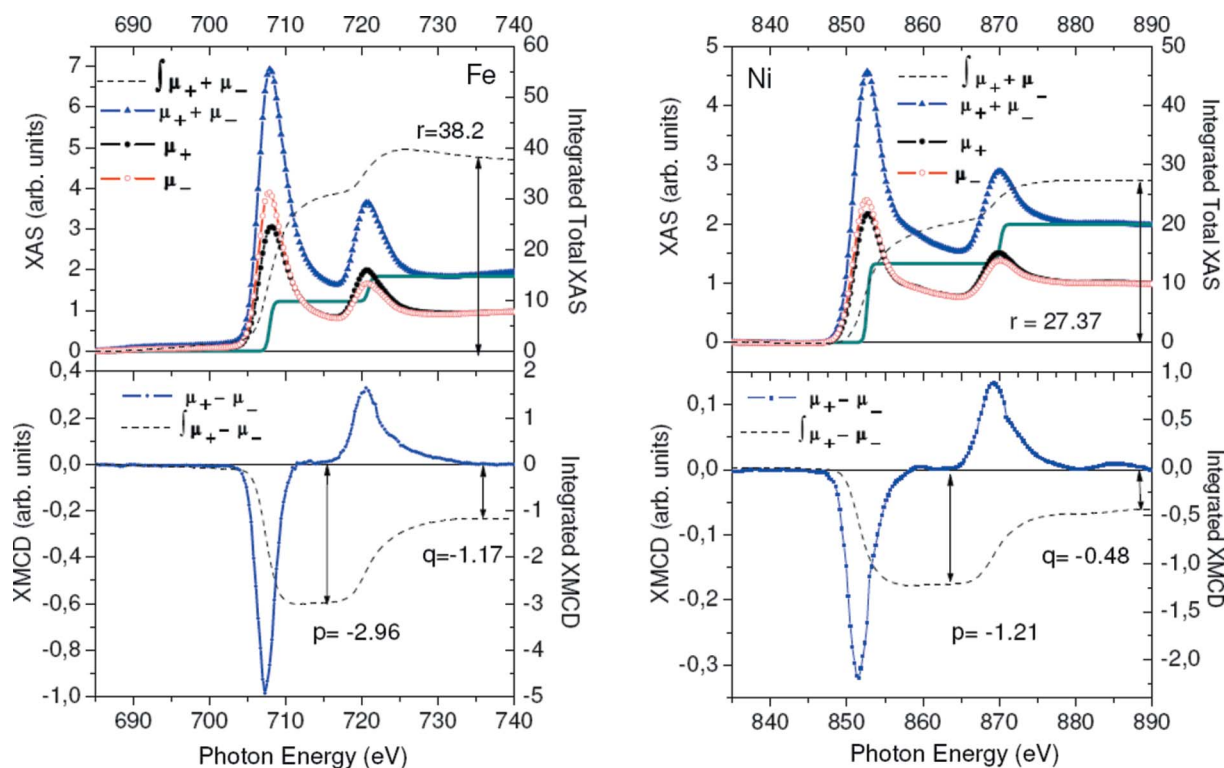 690 700 710 720 730 740
7
6
5
4
3
2
1
0
XAS (arb. units)
∫ μ+ + μ−
μ+ + μ−
μ+
μ−
Fe
r=38.2
60
50
40
30
20
10
0
Integrated Total XAS
0,4
0,2
0,0
-0,2
-0,4
-0,6
-0,8
-1,0
XMCD (arb. units)
μ+ − μ−
∫ μ+ − μ−
q=-1.17
p= -2.96
2
1
0
-1
-2
-3
-4
-5
Integrated XMCD
690 700 710 720 730 740
Photon Energy (eV)
840 850 860 870 880 890
5
4
3
2
1
0
XAS (arb. units)
Ni
∫ μ+ + μ
μ+ + μ−
μ+
μ−
r = 27.37
50
40
30
20
10
0
Integrated Total XAS
0,1
0,0
-0,1
-0,2
-0,3
XMCD (arb. units)
μ+ − μ−
∫ μ+ − μ−
q= -0.48
p= -1.21
1,0
0,5
0,0
-0,5
-1,0
-1,5
-2,0
Integrated XMCD
840 850 860 870 880 890
Photon Energy (eV)